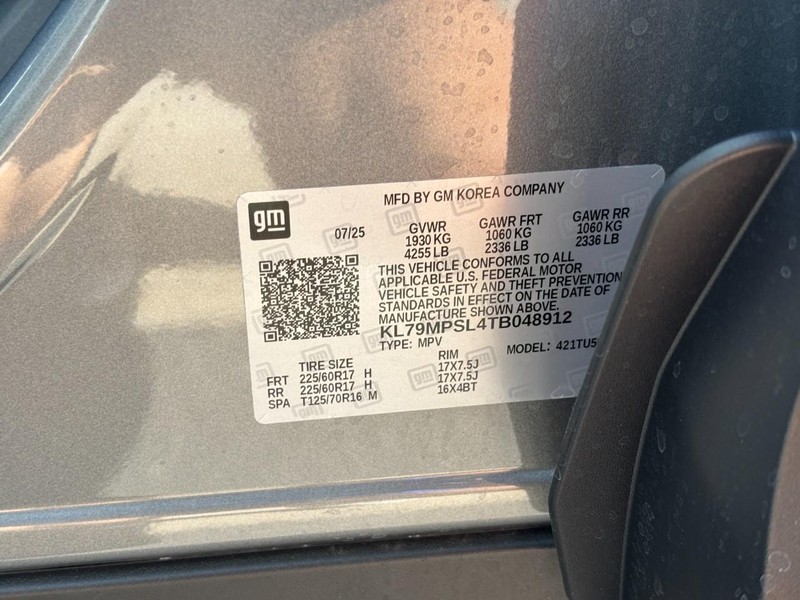 gm
MFD BY GM KOREA COMPANY
07/25 GVWR GAWR FRT GAWR RR
1930 KG 1060 KG 1060 KG
4255 LB 2336 LB 2336 LB
THIS VEHICLE CONFORMS TO ALL
APPLICABLE U.S. FEDERAL MOTOR
VEHICLE SAFETY AND THEFT PREVENTION
STANDARDS IN EFFECT ON THE DATE OF
MANUFACTURE SHOWN ABOVE.
KL79MPSL4TB048912
TYPE: MPV MODEL: 421TU5
TIRE SIZE RIM
FRT 225/60R17 H 17X7.5J
RR 225/60R17 H 17X7.5J
SPA T125/70R16 M 16X4BT